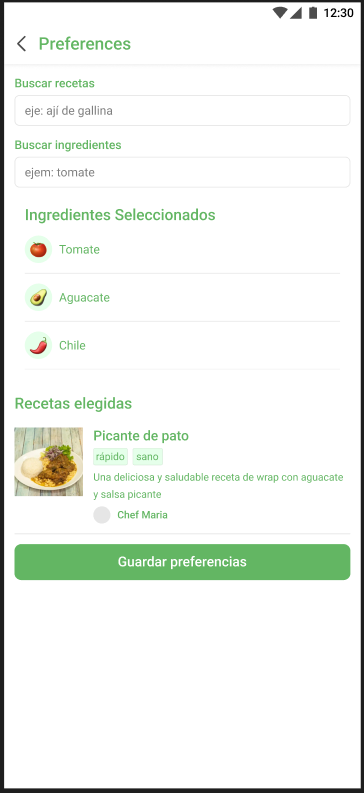 12:30
Preferences
Buscar recetas
eje: ají de gallina
Buscar ingredientes
ejem: tomate
Ingredientes Seleccionados
Tomate
Aguacate
Chile
Recetas elegidas
Picante de pato
rápido sano
Una deliciosa y saludable receta de wrap con aguacate
y salsa picante
Chef Maria
Guardar preferencias